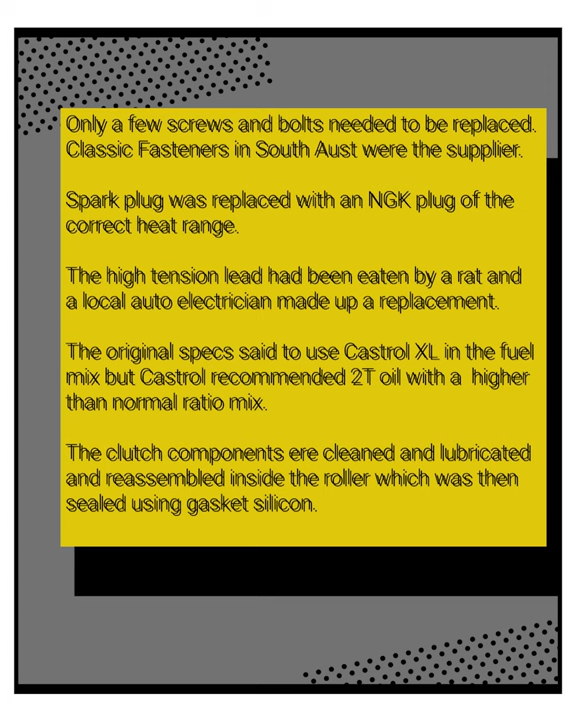 Only a few screws and bolts needed to be replaced.
Classic Fasteners in South Aust were the supplier.
Spark plug was replaced with an NGK plug of the
correct heat range.
The high tension lead had been eaten by a rat and
a local auto electrician made up a replacement.
The original specs said to use Castrol XL in the fuel
mix but Castrol recommended 2T oil with a higher
than normal ratio mix.
The clutch components ere cleaned and lubricated
and reassembled inside the roller which was then
sealed using gasket silicon.